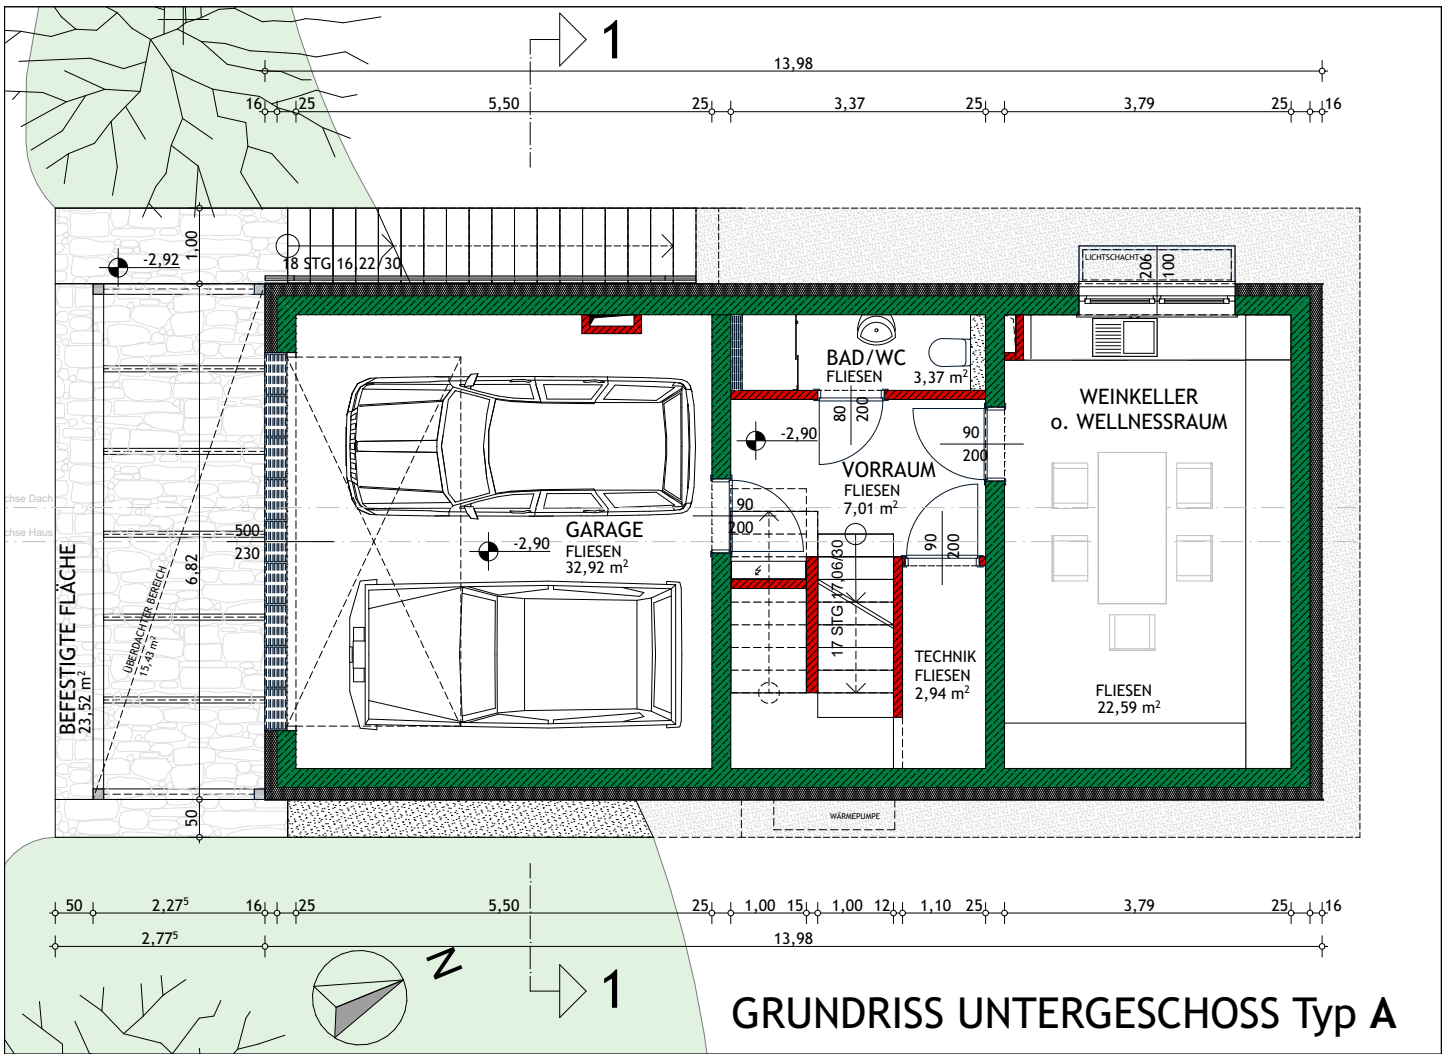 1
13,98
16 25 5,50 25 3,37 25 3,79 25 16
1,00
-2,92
18 STG 16,22/30
LICHTSCHACHT
206
100
BAD/WC
FLIESEN
3,37 m²
80
200
-2,90
WEINKELLER
o. WELLNESSRAUM
90
200
VORRAUM
FLIESEN
7,01 m²
chse Dach
chse Haus
500
230
GARAGE
FLIESEN
32,92 m²
-2,90
90
200
90
200
17 STG 17,06/30
6,82
ÜBERDACHTER BEREICH
15,43 m²
BEFESTIGTE FLÄCHE
23,52 m²
TECHNIK
FLIESEN
2,94 m²
FLIESEN
22,59 m²
50
WÄRMEPUMPE
50 2,27⁵ 16 25 5,50 25 1,00 15 1,00 12 1,10 25 3,79 25 16
2,77⁵ 13,98
N
1
GRUNDRISS UNTERGESCHOSS Typ A